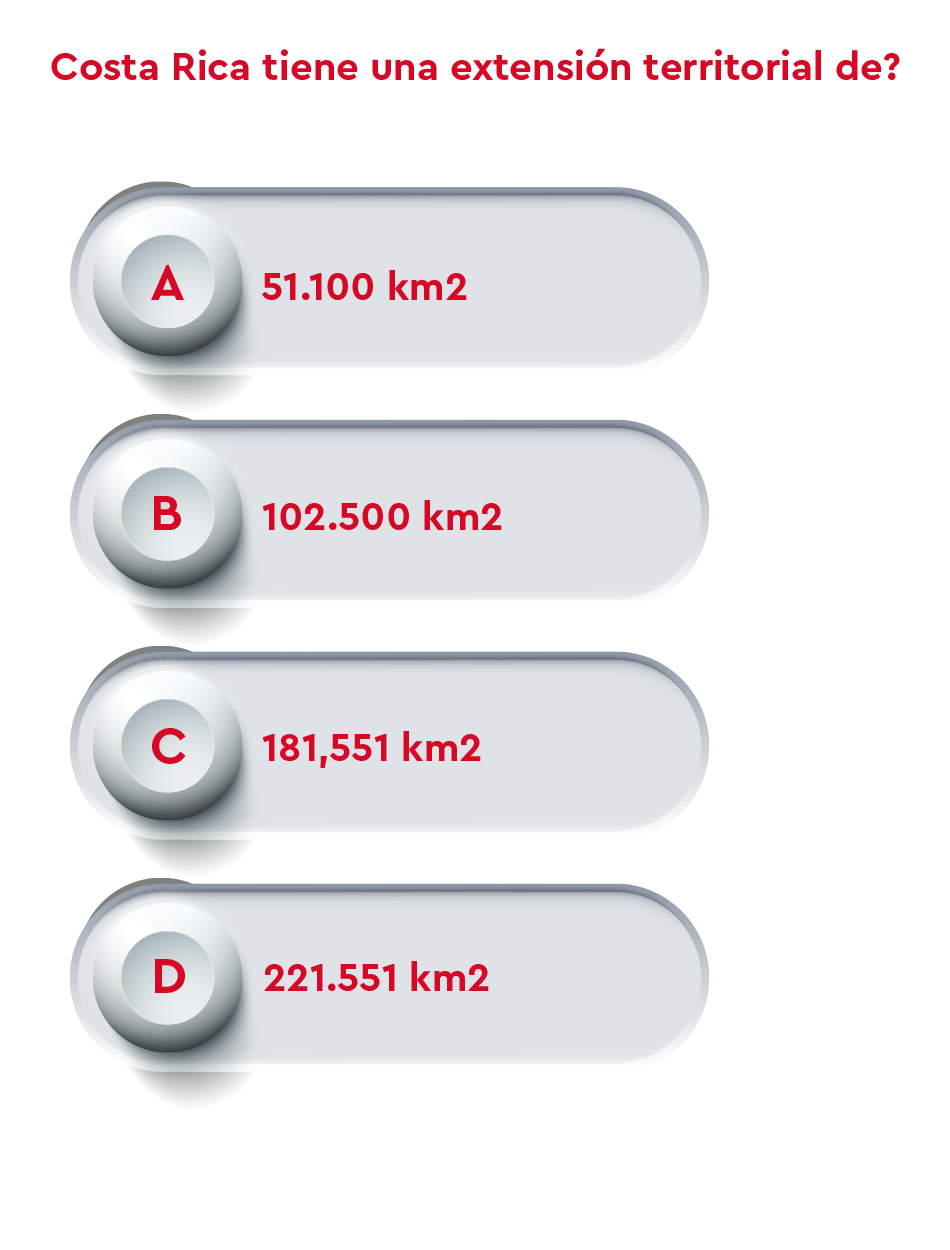 Costa Rica tiene una extensión territorial de?
A 51.100 km2
B 102.500 km2
C 181,551 km2
D 221.551 km2